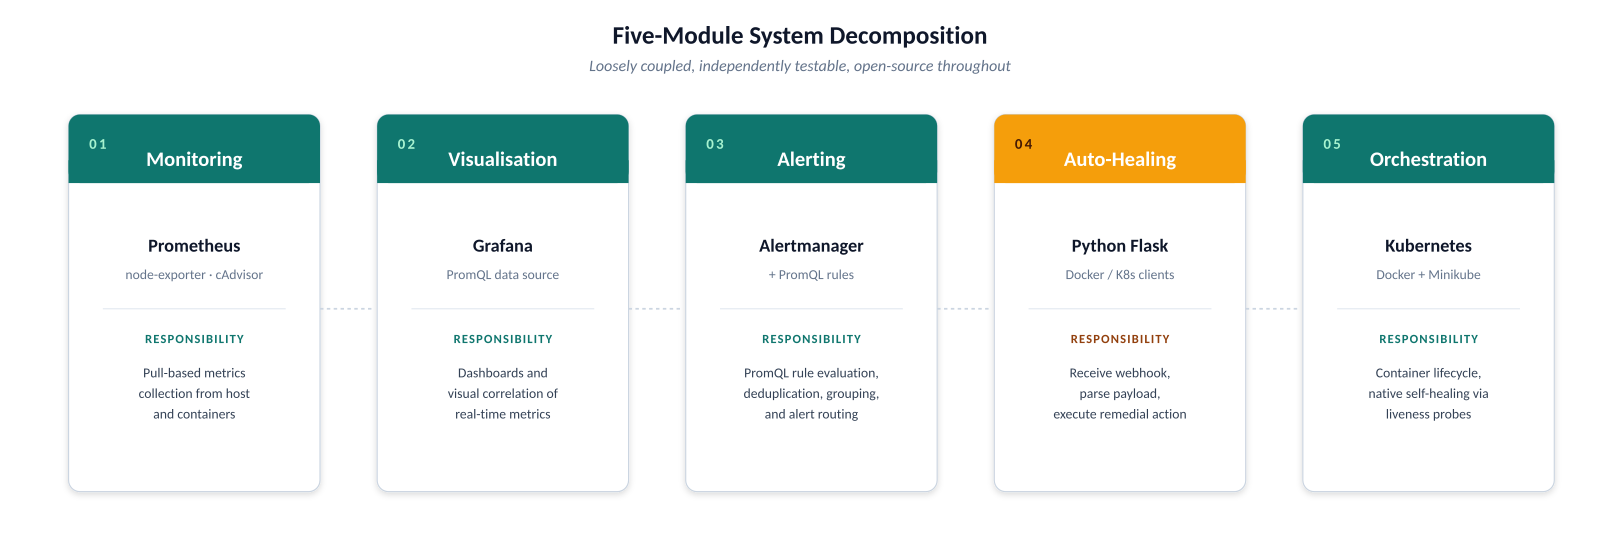 Five-Module System Decomposition
Loosely coupled, independently testable, open-source throughout
01
Monitoring
Prometheus
node-exporter · cAdvisor
RESPONSIBILITY
Pull-based metrics
collection from host
and containers
02
Visualisation
Grafana
PromQL data source
RESPONSIBILITY
Dashboards and
visual correlation of
real-time metrics
03
Alerting
Alertmanager
+ PromQL rules
RESPONSIBILITY
PromQL rule evaluation,
deduplication, grouping,
and alert routing
04
Auto-Healing
Python Flask
Docker / K8s clients
RESPONSIBILITY
Receive webhook,
parse payload,
execute remedial action
05
Orchestration
Kubernetes
Docker + Minikube
RESPONSIBILITY
Container lifecycle,
native self-healing via
liveness probes